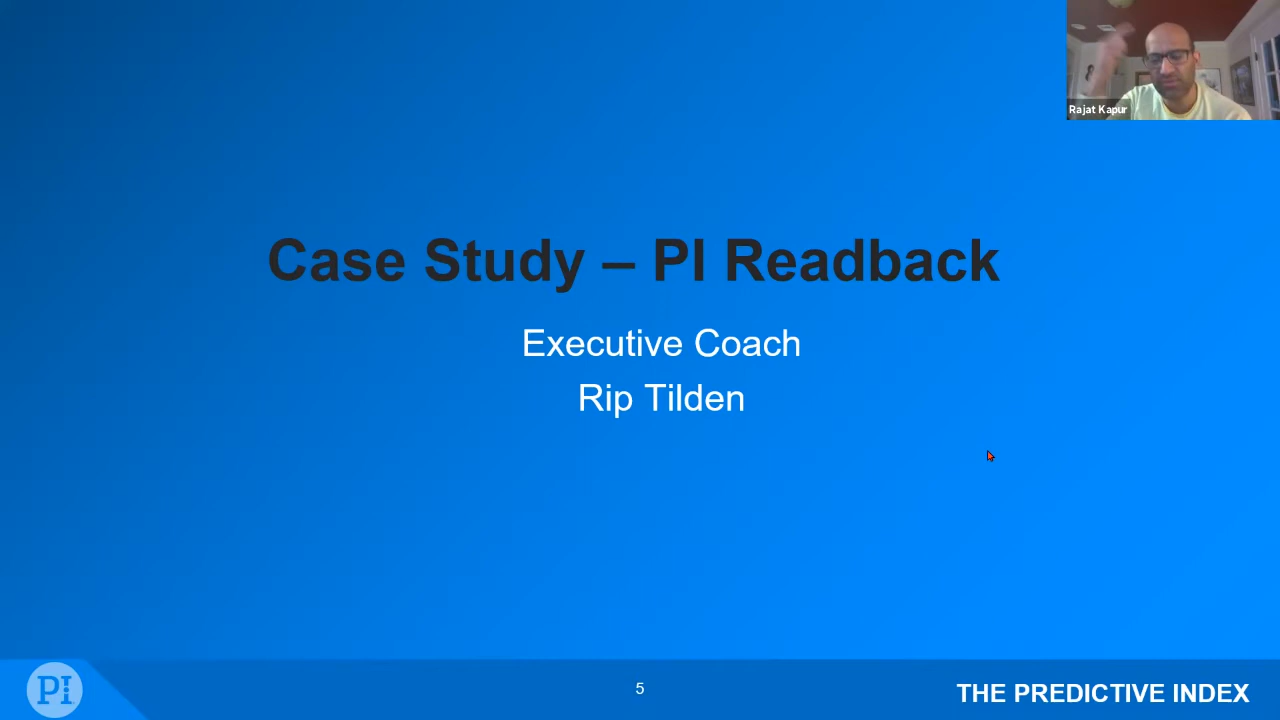 Rajat Kapur
Case Study – PI Readback
Executive Coach
Rip Tilden
PI
5
THE PREDICTIVE INDEX